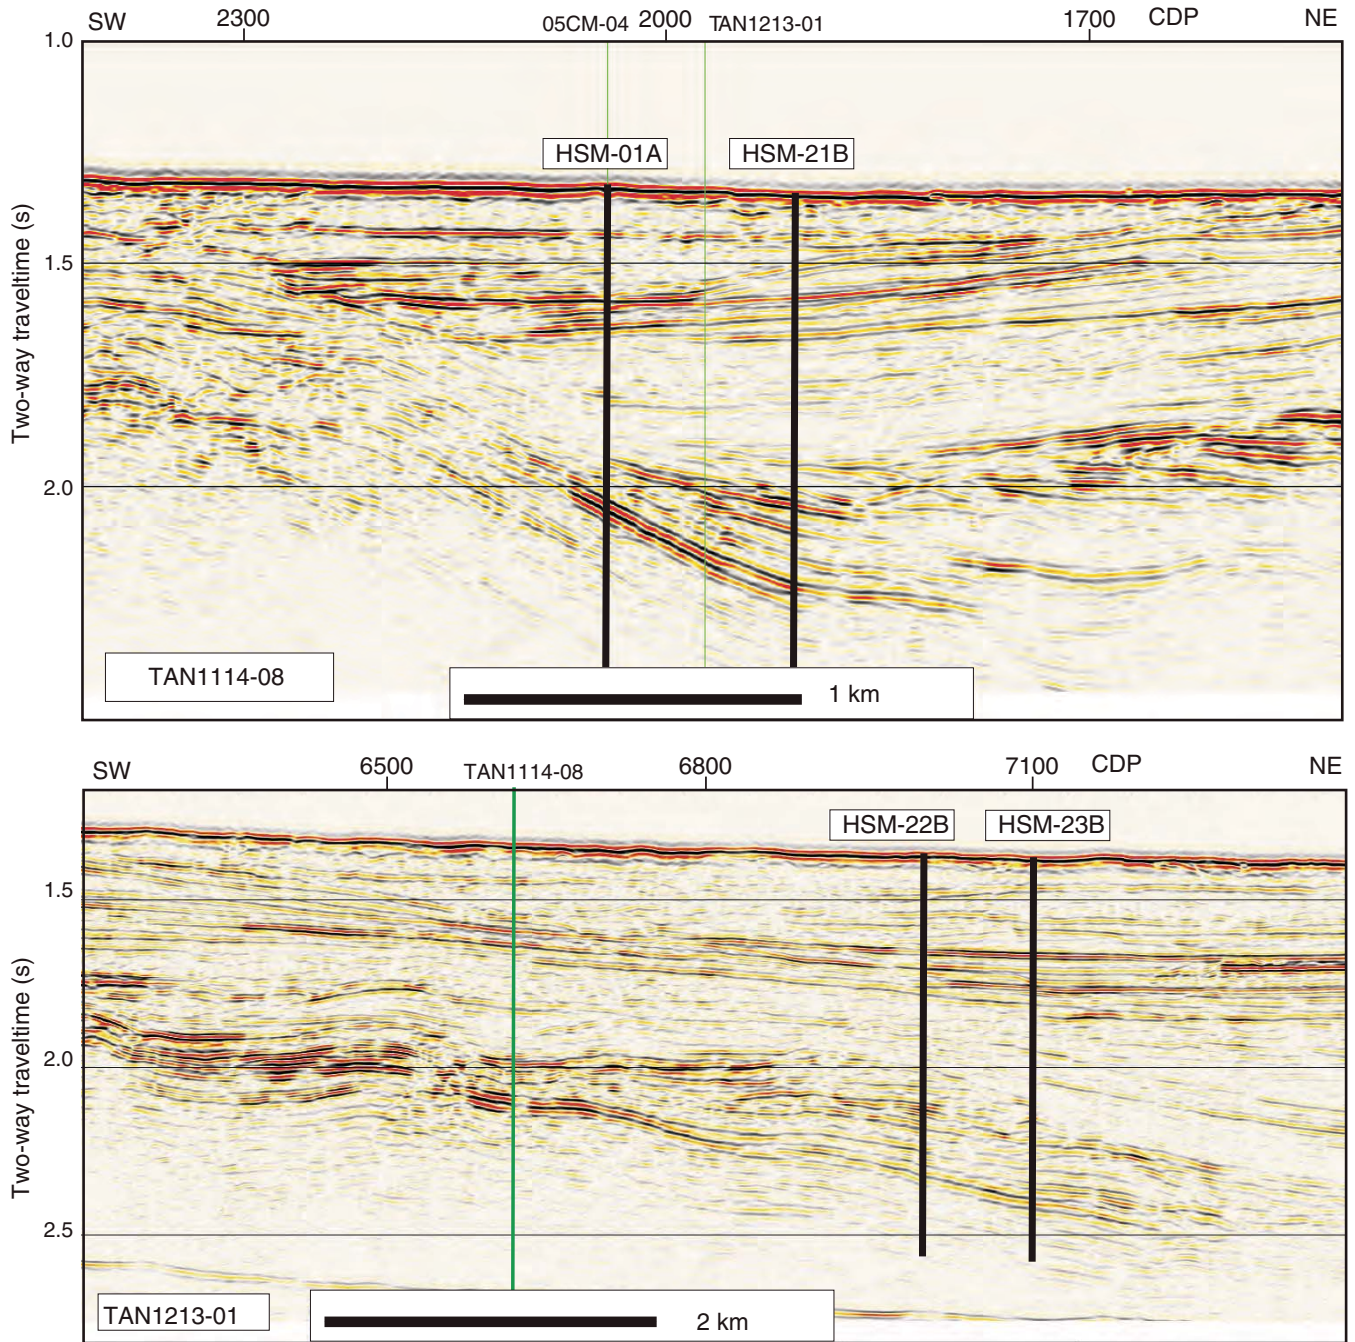 SW 2300 05CM-04 2000 TAN1213-01 1700 CDP NE
1.0
HSM-01A HSM-21B
1.5
Two-way traveltime (s)
2.0
TAN1114-08
1 km
SW 6500 TAN1114-08 6800 7100 CDP NE
HSM-22B HSM-23B
1.5
Two-way traveltime (s)
2.0
2.5
TAN1213-01
2 km